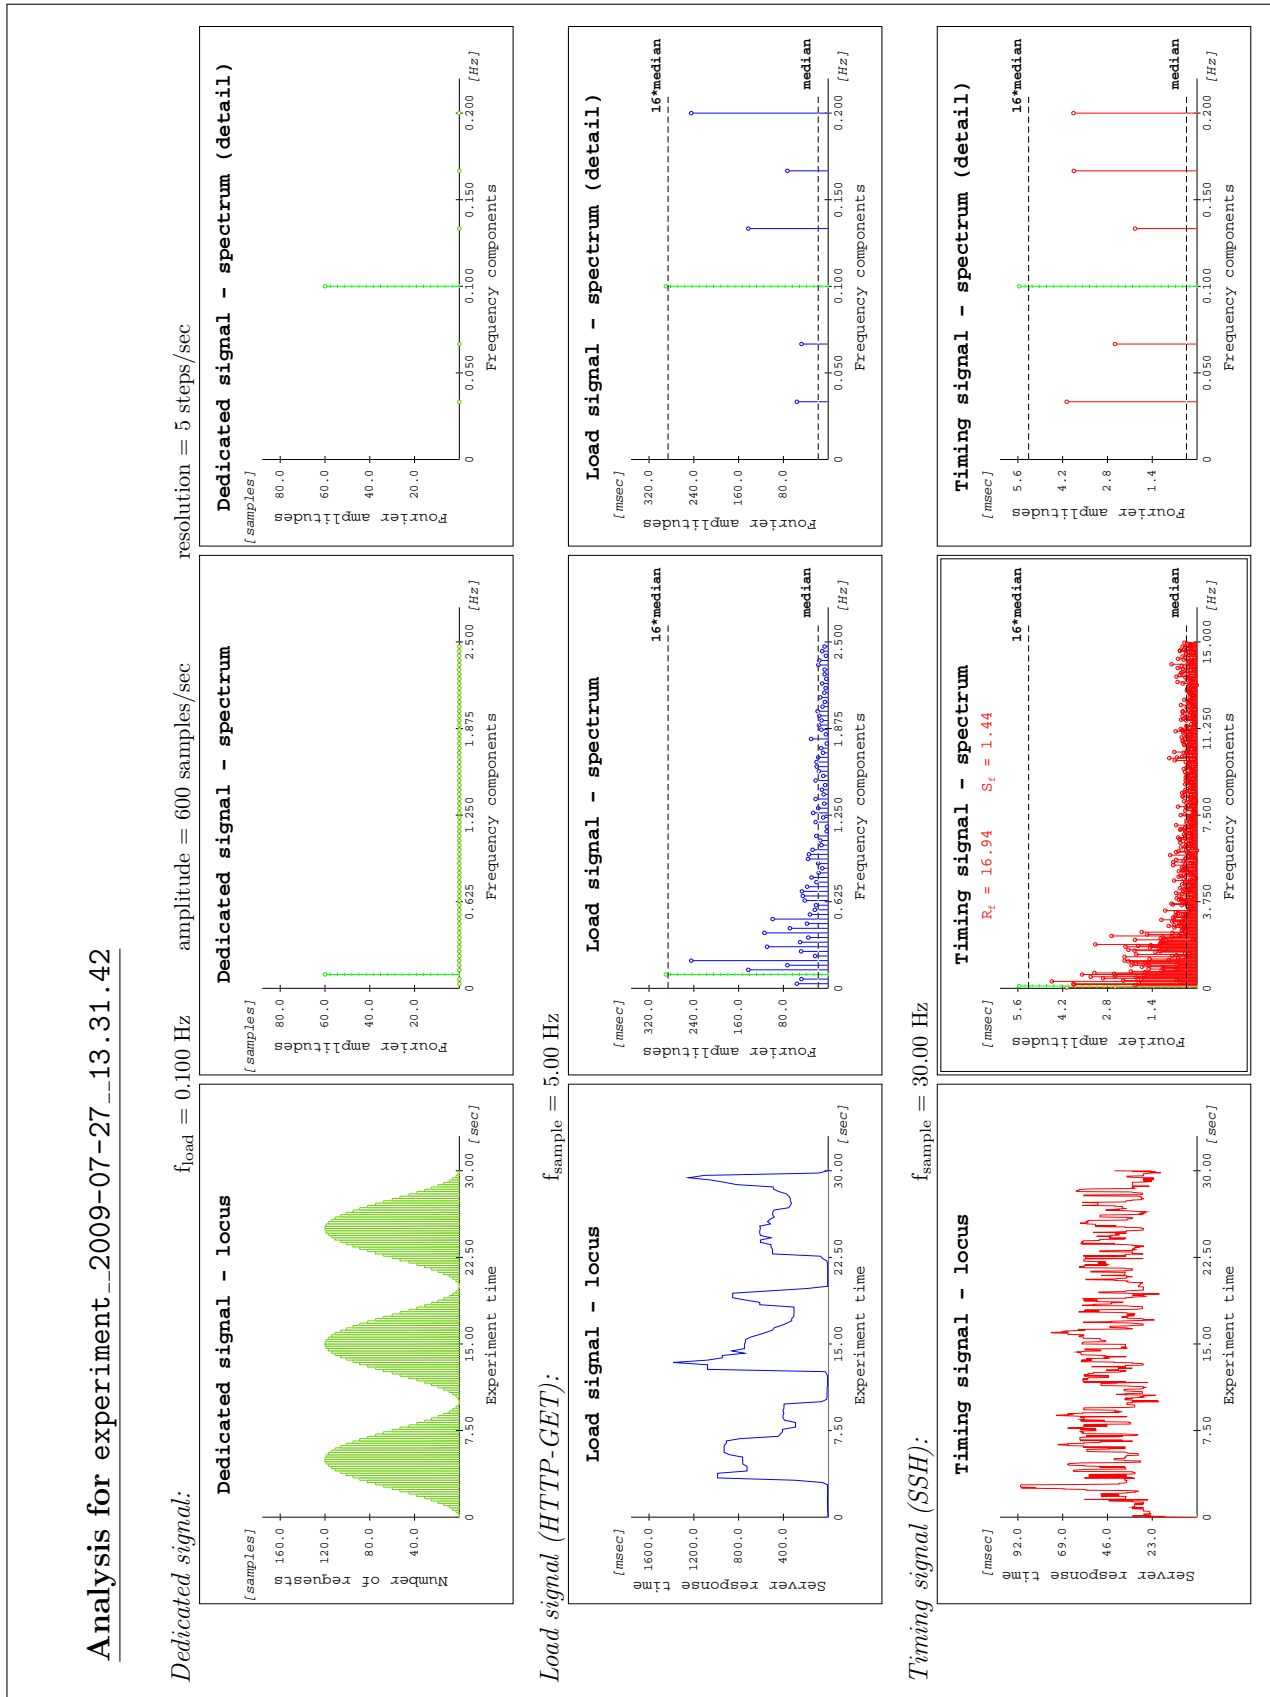 Analysis for experiment_2009-07-27__13.31.42
Dedicated signal:
f_load = 0.100 Hz amplitude = 600 samples/sec resolution = 5 steps/sec
Dedicated signal - locus
[samples]
Number of requests
160.0
120.0
80.0
40.0
0 7.50 15.00 22.50 30.00 [sec]
Experiment time
Dedicated signal - spectrum
[samples]
Fourier amplitudes
80.0
60.0
40.0
20.0
0 0.625 1.250 1.875 2.500 [Hz]
Frequency components
Dedicated signal - spectrum (detail)
[samples]
Fourier amplitudes
80.0
60.0
40.0
20.0
0 0.050 0.100 0.150 0.200 [Hz]
Frequency components
Load signal (HTTP-GET):
f_sample = 5.00 Hz
Load signal - locus
[msec]
Server response time
1600.0
1200.0
800.0
400.0
0 7.50 15.00 22.50 30.00 [sec]
Experiment time
Load signal - spectrum
[msec]
Fourier amplitudes
320.0
240.0
160.0
80.0
16*median
median
0 0.625 1.250 1.875 2.500 [Hz]
Frequency components
Load signal - spectrum (detail)
[msec]
Fourier amplitudes
320.0
240.0
160.0
80.0
16*median
median
0 0.050 0.100 0.150 0.200 [Hz]
Frequency components
Timing signal (SSH):
f_sample = 30.00 Hz
Timing signal - locus
[msec]
Server response time
92.0
69.0
46.0
23.0
0 7.50 15.00 22.50 30.00 [sec]
Experiment time
Timing signal - spectrum
R_f = 16.94 S_f = 1.44
[msec]
Fourier amplitudes
5.6
4.2
2.8
1.4
16*median
median
0 3.750 7.500 11.250 15.000 [Hz]
Frequency components
Timing signal - spectrum (detail)
[msec]
Fourier amplitudes
5.6
4.2
2.8
1.4
16*median
median
0 0.050 0.100 0.150 0.200 [Hz]
Frequency components